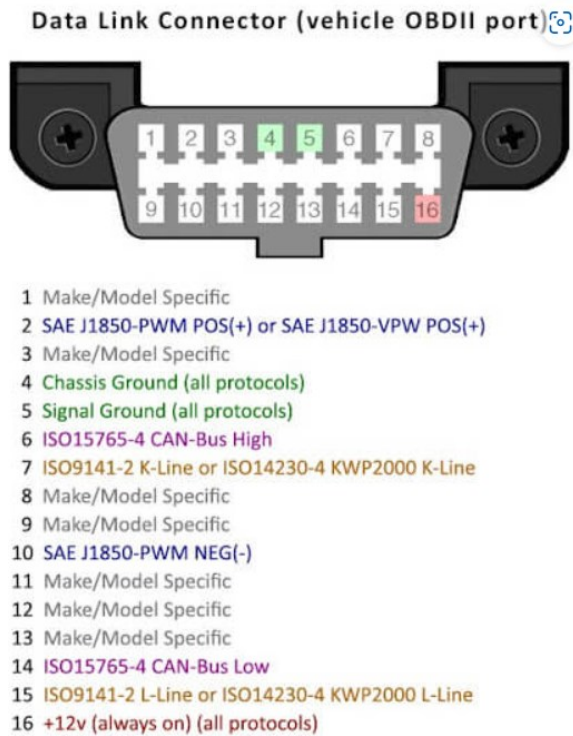 Data Link Connector (vehicle OBDII port)
1 2 3 4 5 6 7 8
9 10 11 12 13 14 15 16
1 Make/Model Specific
2 SAE J1850-PWM POS(+) or SAE J1850-VPW POS(+)
3 Make/Model Specific
4 Chassis Ground (all protocols)
5 Signal Ground (all protocols)
6 ISO15765-4 CAN-Bus High
7 ISO9141-2 K-Line or ISO14230-4 KWP2000 K-Line
8 Make/Model Specific
9 Make/Model Specific
10 SAE J1850-PWM NEG(-)
11 Make/Model Specific
12 Make/Model Specific
13 Make/Model Specific
14 ISO15765-4 CAN-Bus Low
15 ISO9141-2 L-Line or ISO14230-4 KWP2000 L-Line
16 +12v (always on) (all protocols)